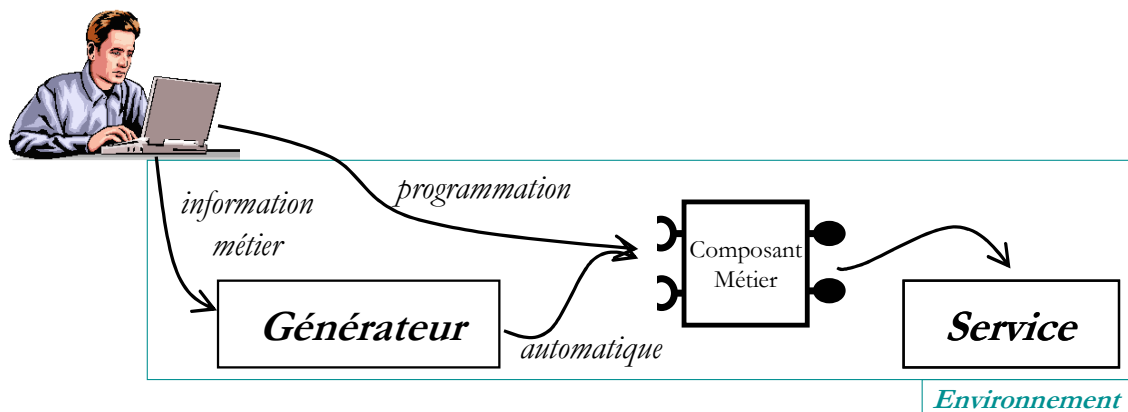 programmation
information
métier
Composant
Métier
Générateur
automatique
Service
Environnement